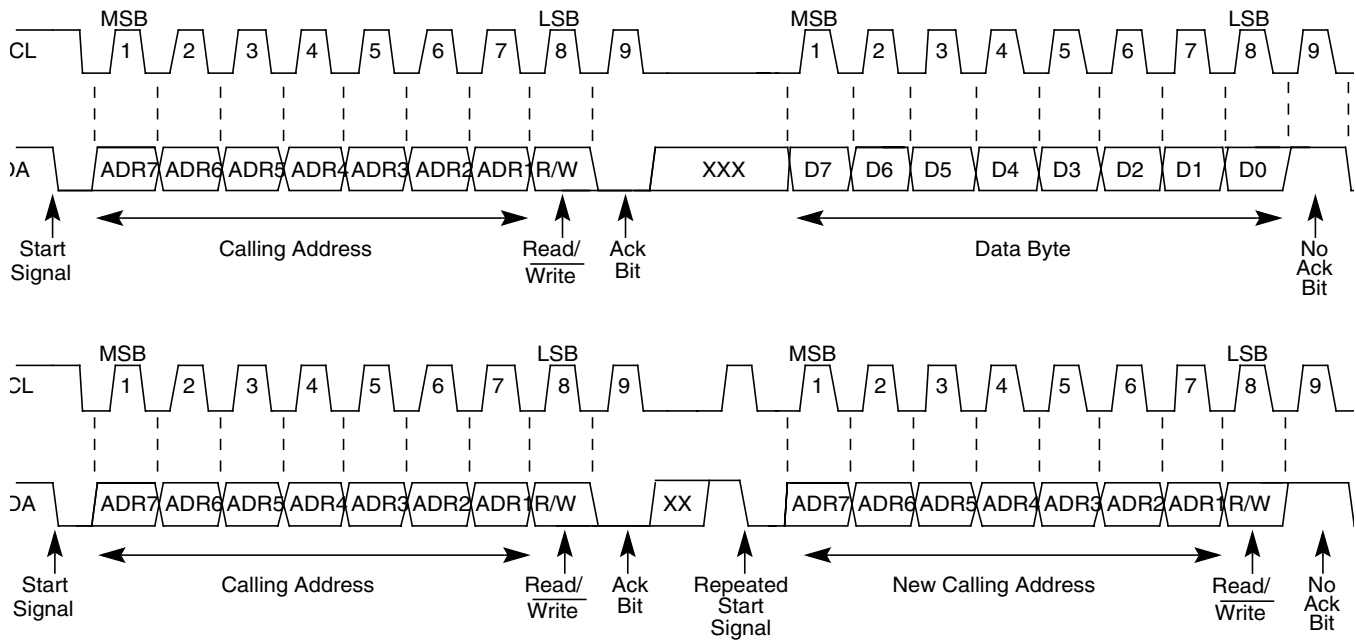 MSB LSB MSB LSB
CL 1 2 3 4 5 6 7 8 9 1 2 3 4 5 6 7 8 9
DA ADR7 ADR6 ADR5 ADR4 ADR3 ADR2 ADR1 R/W XXX D7 D6 D5 D4 D3 D2 D1 D0
Start Calling Address Read/ Ack Data Byte No
Signal Write Bit Ack
Bit
MSB LSB MSB LSB
CL 1 2 3 4 5 6 7 8 9 1 2 3 4 5 6 7 8 9
DA ADR7 ADR6 ADR5 ADR4 ADR3 ADR2 ADR1 R/W XX ADR7 ADR6 ADR5 ADR4 ADR3 ADR2 ADR1 R/W
Start Calling Address Read/ Ack Repeated New Calling Address Read/ No
Signal Write Bit Start Write Ack
Signal Bit